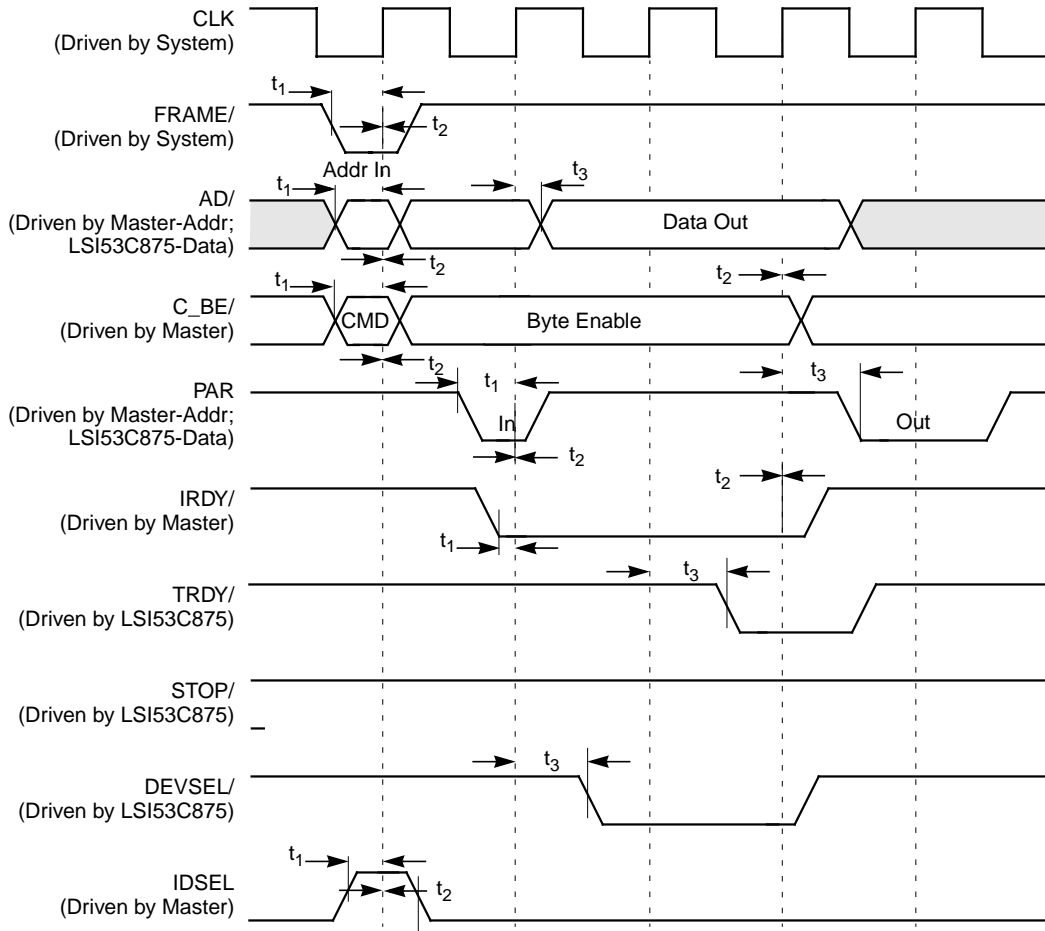 CLK
(Driven by System)
t1
FRAME/
(Driven by System)
t2
Addr In
t1
t3
AD/
(Driven by Master-Addr;
LSI53C875-Data)
Data Out
t2
t2
t1
C_BE/
(Driven by Master)
CMD
Byte Enable
t2
t1
t3
PAR
(Driven by Master-Addr;
LSI53C875-Data)
In
Out
t2
t2
IRDY/
(Driven by Master)
t1
t3
TRDY/
(Driven by LSI53C875)
STOP/
(Driven by LSI53C875)
t3
DEVSEL/
(Driven by LSI53C875)
t1
IDSEL
(Driven by Master)
t2